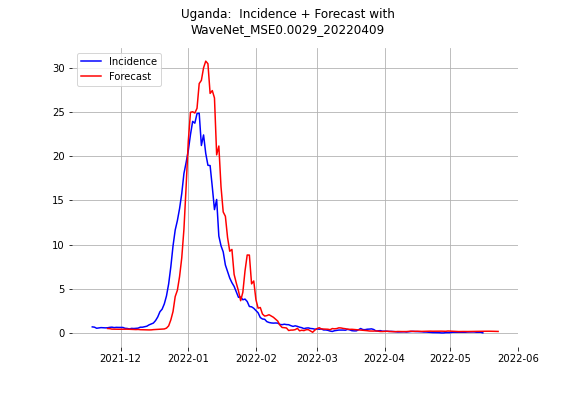 Uganda:  Incidence + Forecast with
WaveNet_MSE0.0029_20220409
Incidence
Forecast
30
25
20
15
10
5
0
2021-12 2022-01 2022-02 2022-03 2022-04 2022-05 2022-06